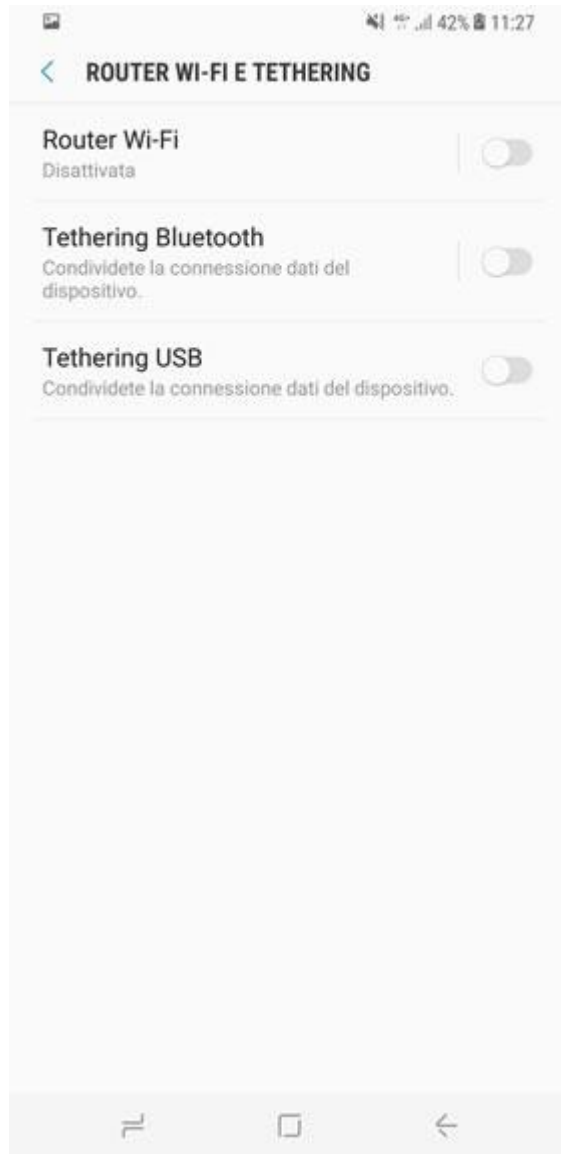 42% 11:27
ROUTER WI-FI E TETHERING
Router Wi-Fi
Disattivata
Tethering Bluetooth
Condividete la connessione dati del
dispositivo.
Tethering USB
Condividete la connessione dati del dispositivo.